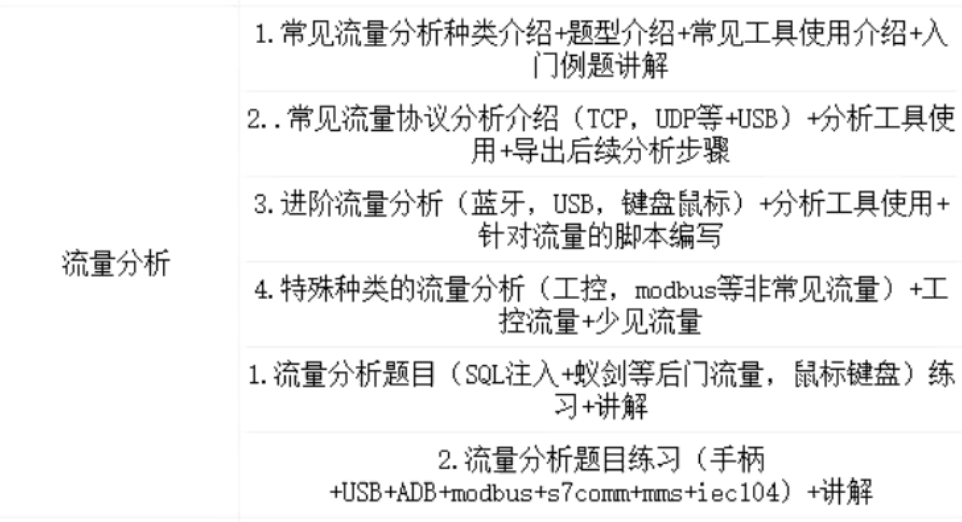 流量分析
1.常见流量分析种类介绍+题型介绍+常见工具使用介绍+入
门例题讲解
2..常见流量协议分析介绍（TCP，UDP等+USB）+分析工具使
用+导出后续分析步骤
3.进阶流量分析（蓝牙，USB，键盘鼠标）+分析工具使用+
针对流量的脚本编写
4.特殊种类的流量分析（工控，modbus等非常见流量）+工
控流量+少见流量
1.流量分析题目（SQL注入+蚁剑等后门流量，鼠标键盘）练
习+讲解
2.流量分析题目练习（手柄
+USB+ADB+modbus+s7comm+mms+iec104）+讲解